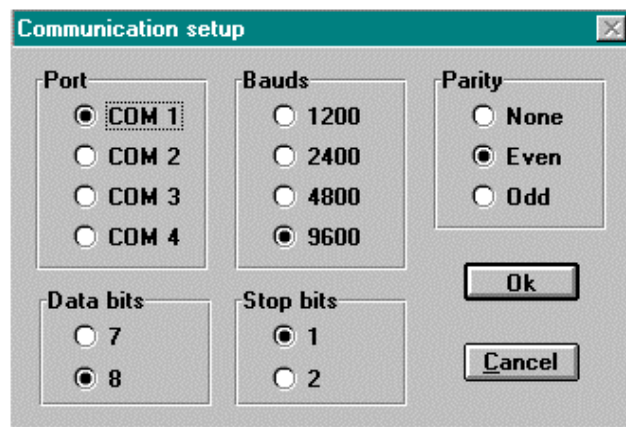 Communication setup
Port
COM 1
COM 2
COM 3
COM 4
Bauds
1200
2400
4800
9600
Parity
None
Even
Odd
Data bits
7
8
Stop bits
1
2
Ok
Cancel